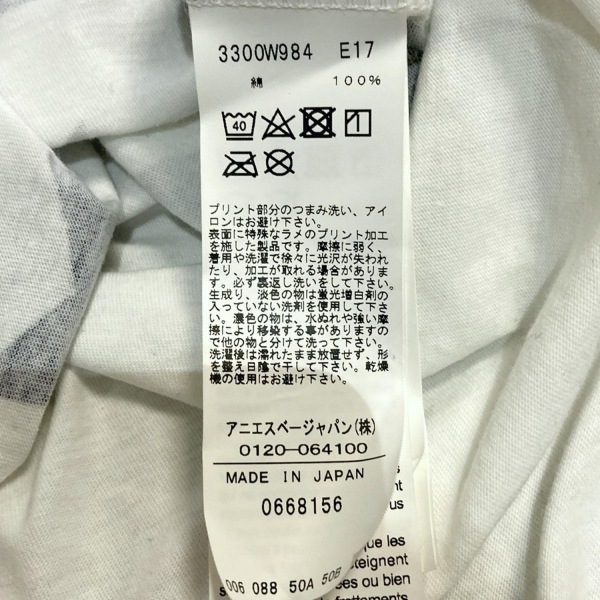 3300W984 E17
綿 100%
40
プリント部分のつまみ洗い、アイ
ロンはお避け下さい。
表面に特殊なラメのプリント加工
を施した製品です。摩擦に弱く、
着用や洗濯で徐々に光沢が失われ
たり、加工が取れる場合がありま
す。必ず裏返し洗いをして下さい。
生成り、淡色の物は蛍光増白剤の
入っていない洗剤を使用して下さ
い。濃色の物は、水ぬれや強い摩
擦により移染する事がありますの
で他の物と分けて洗って下さい。
洗濯後は濡れたまま放置せず、形
を整え日陰で干して下さい。乾燥
機の使用はお避け下さい。
アニエスベージャパン(株)
0120-064100
MADE IN JAPAN
0668156
que les
teignent
006 088 50A 50B
ées ou bien
frottements